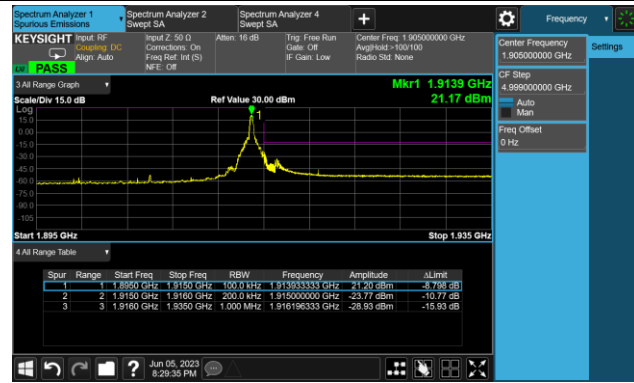 Spectrum Analyzer 1
Spurious Emissions
Spectrum Analyzer 2
Swept SA
Spectrum Analyzer 4
Swept SA
+
Frequency
KEYSIGHT
Input: RF
Coupling: DC
Align: Auto
Input Z: 50 Ω
Corrections: On
Freq Ref: Int (S)
NFE: Off
Atten: 16 dB
Trig: Free Run
Gate: Off
IF Gain: Low
Center Freq: 1.905000000 GHz
Avg|Hold:>100/100
Radio Std: None
PASS
Center Frequency
1.905000000 GHz
Settings
CF Step
4.999000000 GHz
Auto
Man
Freq Offset
0 Hz
3 All Range Graph
Mkr1 1.9139 GHz
Scale/Div 15.0 dB
Ref Value 30.00 dBm
21.17 dBm
Log
1
15.0
0.00
-15.0
-30.0
-45.0
-60.0
-75.0
-90.0
-105
Start 1.895 GHz
Stop 1.935 GHz
4 All Range Table
Spur Range Start Freq Stop Freq RBW Frequency Amplitude ΔLimit
1 1 1.8950 GHz 1.9150 GHz 100.0 kHz 1.913933333 GHz 21.20 dBm -8.798 dB
2 2 1.9150 GHz 1.9160 GHz 200.0 kHz 1.915000000 GHz -23.77 dBm -10.77 dB
3 3 1.9160 GHz 1.9350 GHz 1.000 MHz 1.916196333 GHz -28.93 dBm -15.93 dB
?
Jun 05, 2023
8:29:35 PM